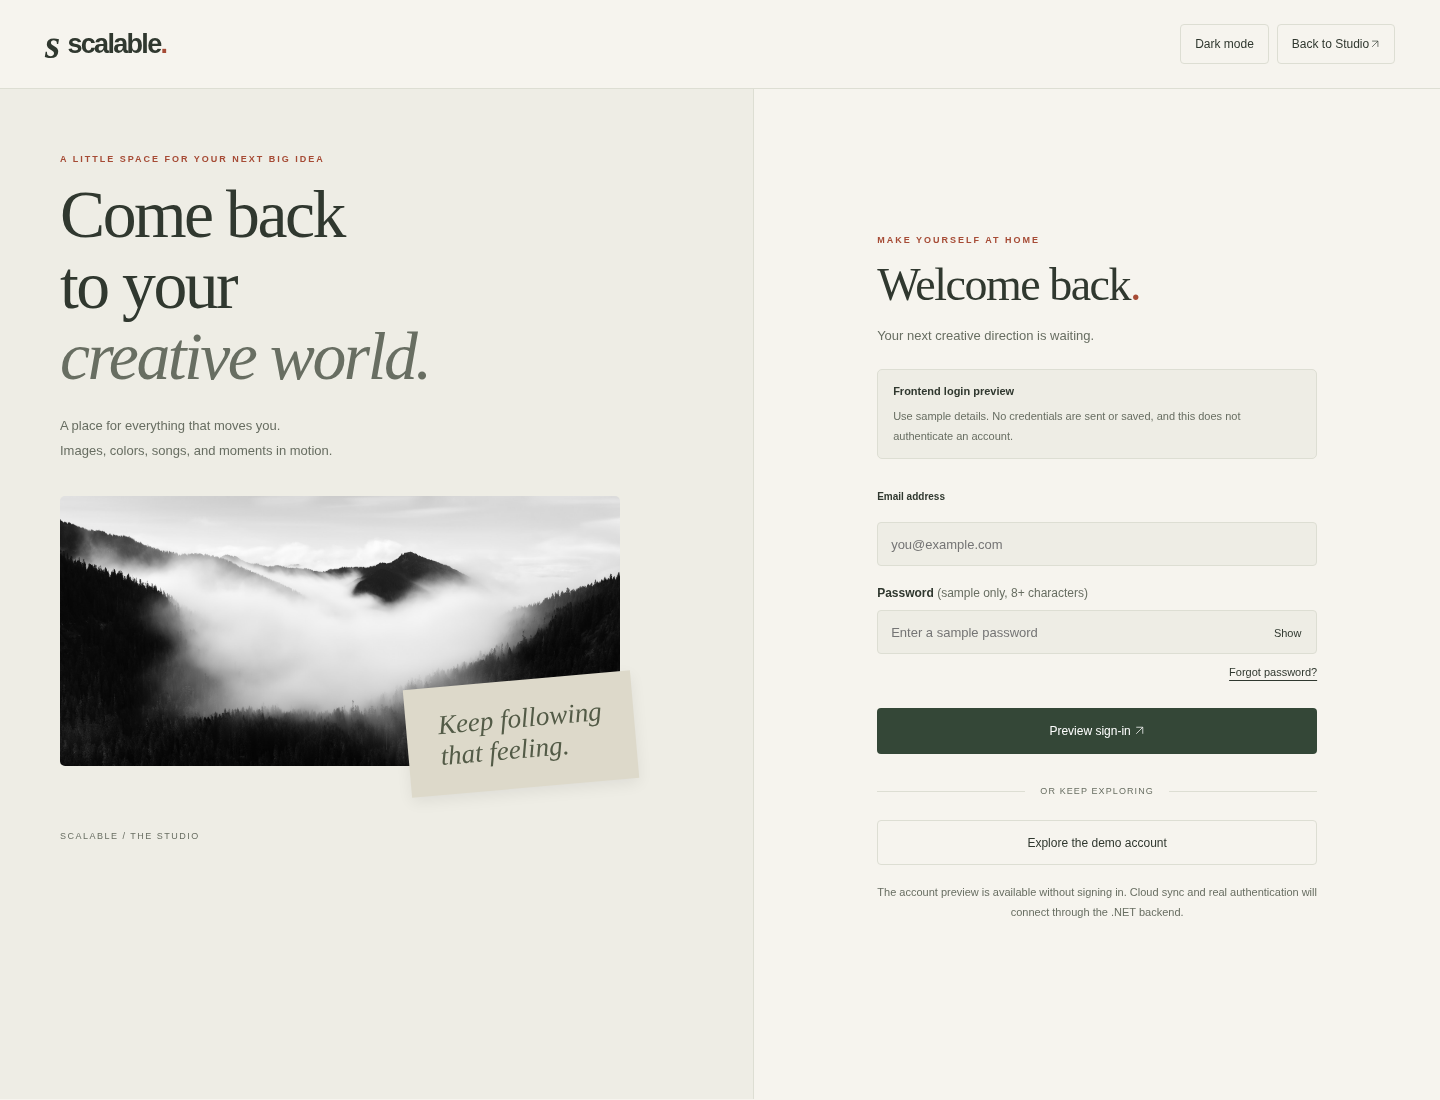 s scalable.
Dark mode
Back to Studio
A LITTLE SPACE FOR YOUR NEXT BIG IDEA
Come back
to your
creative world.
A place for everything that moves you.
Images, colors, songs, and moments in motion.
Keep following
that feeling.
SCALABLE / THE STUDIO
MAKE YOURSELF AT HOME
Welcome back.
Your next creative direction is waiting.
Frontend login preview
Use sample details. No credentials are sent or saved, and this does not
authenticate an account.
Email address
you@example.com
Password (sample only, 8+ characters)
Enter a sample password
Show
Forgot password?
Preview sign-in
OR KEEP EXPLORING
Explore the demo account
The account preview is available without signing in. Cloud sync and real authentication will
connect through the .NET backend.